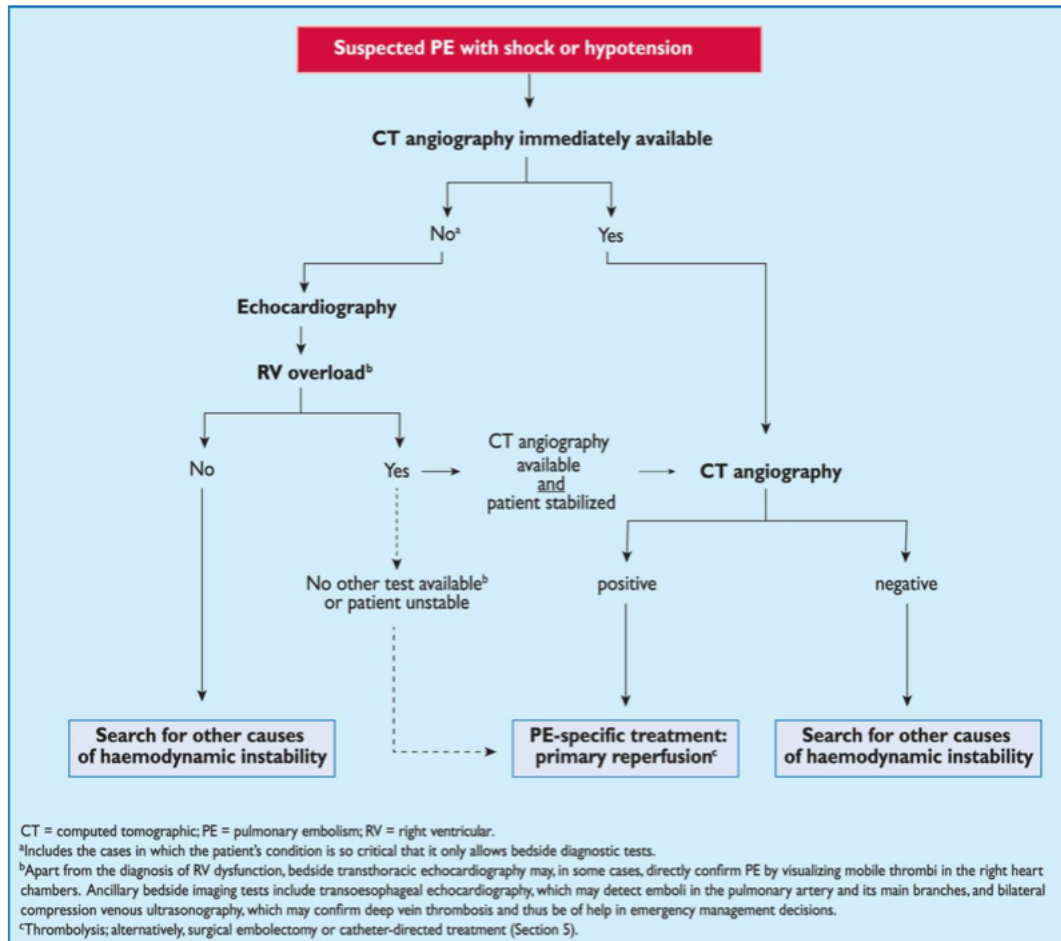 Suspected PE with shock or hypotension
CT angiography immediately available
Noᵃ
Yes
Echocardiography
RV overloadᵇ
No
Yes
CT angiography
available
and
patient stabilized
CT angiography
No other test availableᵇ
or patient unstable
positive
negative
Search for other causes
of haemodynamic instability
PE-specific treatment:
primary reperfusionᶜ
Search for other causes
of haemodynamic instability
CT = computed tomographic; PE = pulmonary embolism; RV = right ventricular.
ᵃIncludes the cases in which the patient's condition is so critical that it only allows bedside diagnostic tests.
ᵇApart from the diagnosis of RV dysfunction, bedside transthoracic echocardiography may, in some cases, directly confirm PE by visualizing mobile thrombi in the right heart
chambers. Ancillary bedside imaging tests include transoesophageal echocardiography, which may detect emboli in the pulmonary artery and its main branches, and bilateral
compression venous ultrasonography, which may confirm deep vein thrombosis and thus be of help in emergency management decisions.
ᶜThrombolysis; alternatively, surgical embolectomy or catheter-directed treatment (Section 5).